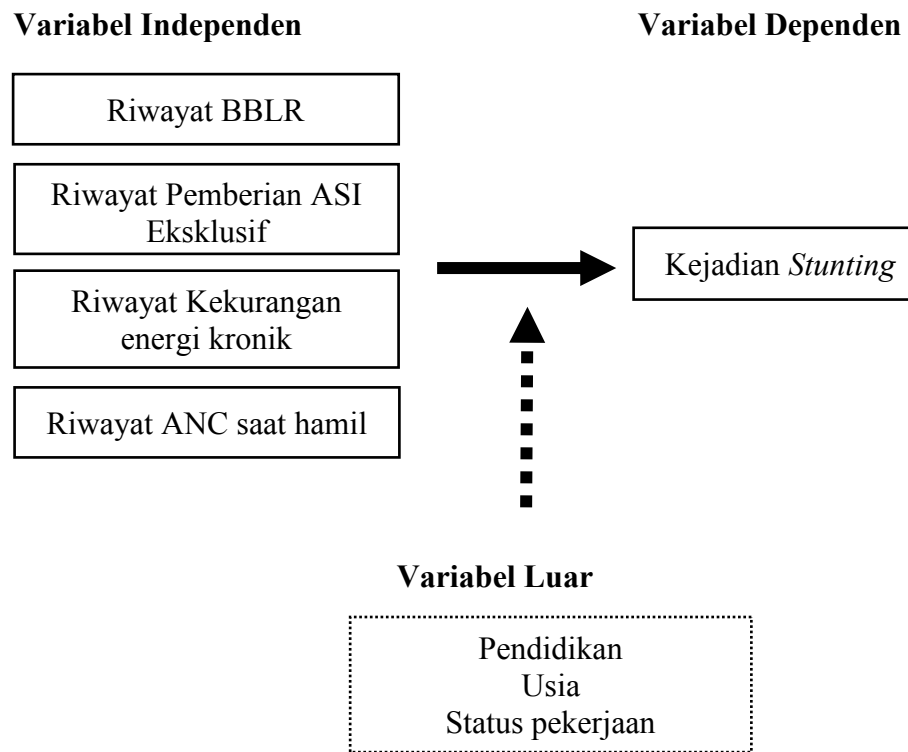 Variabel Independen
Variabel Dependen
Riwayat BBLR
Riwayat Pemberian ASI
Eksklusif
Riwayat Kekurangan
energi kronik
Riwayat ANC saat hamil
Kejadian Stunting
Variabel Luar
Pendidikan
Usia
Status pekerjaan